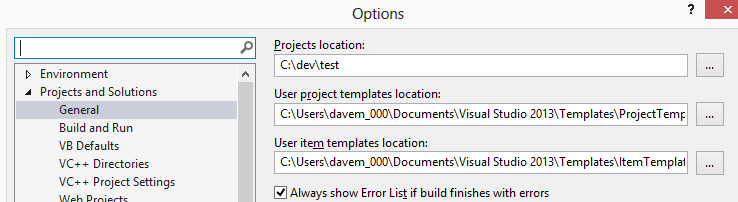 Options
?
Environment
Projects and Solutions
General
Build and Run
VB Defaults
VC++ Directories
VC++ Project Settings
Web Projects
Projects location:
C:\dev\test
...
User project templates location:
C:\Users\davem_000\Documents\Visual Studio 2013\Templates\ProjectTemp
...
User item templates location:
C:\Users\davem_000\Documents\Visual Studio 2013\Templates\ItemTemplat
...
Always show Error List if build finishes with errors